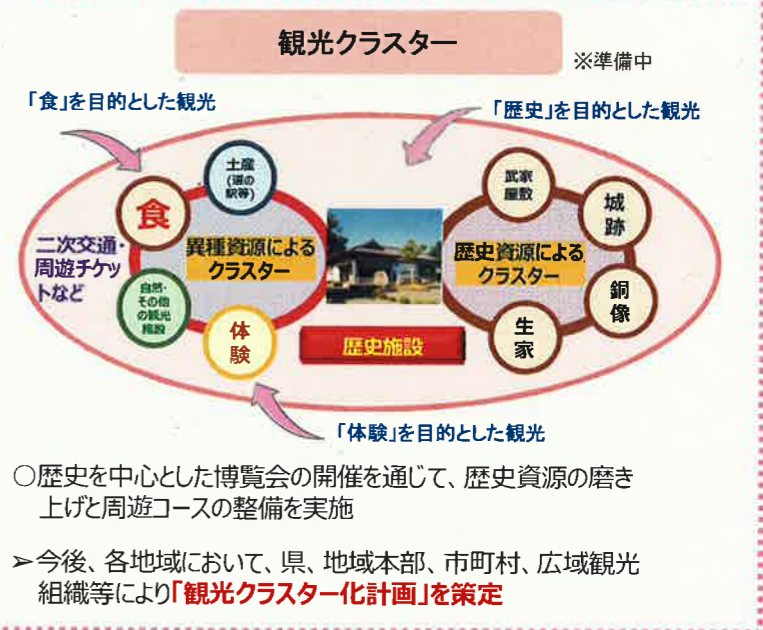 観光クラスター
※準備中
「食」を目的とした観光
「歴史」を目的とした観光
土産
(道の
駅等)
武家
屋敷
食
城
跡
二次交通・
周遊チケッ
トなど
異種資源による
クラスター
歴史資源による
クラスター
自然・
その他
の観光
施設
銅
像
体
験
生
家
歴史施設
「体験」を目的とした観光
○歴史を中心とした博覧会の開催を通じて、歴史資源の磨き
上げと周遊コースの整備を実施
➢今後、各地域において、県、地域本部、市町村、広域観光
組織等により「観光クラスター化計画」を策定